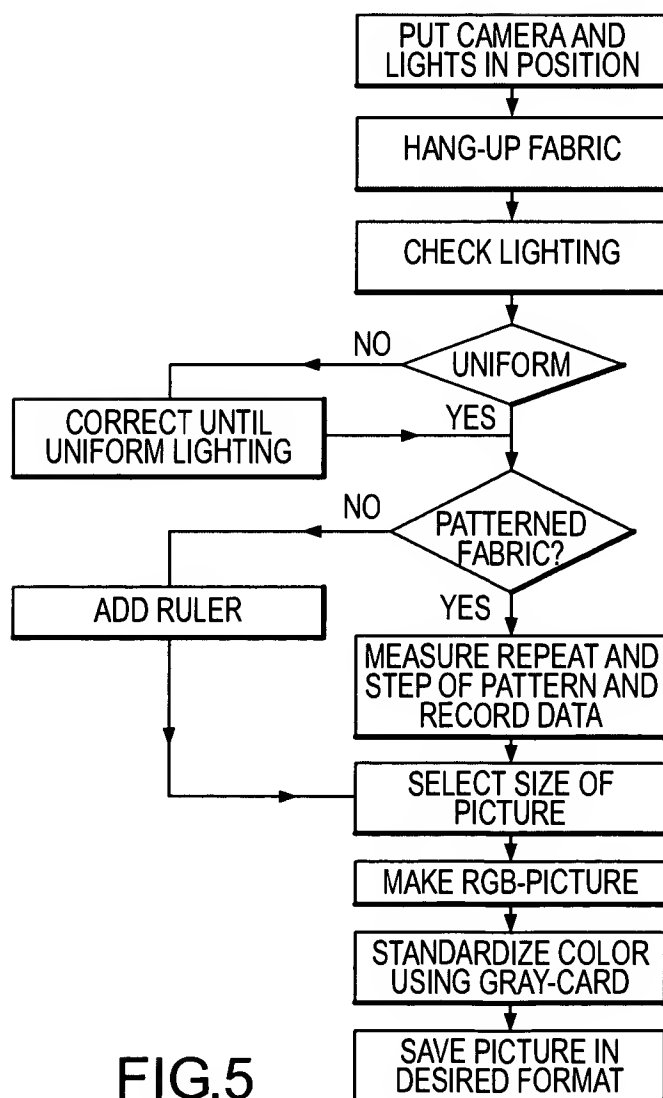 PUT CAMERA AND
LIGHTS IN POSITION
HANG-UP FABRIC
CHECK LIGHTING
UNIFORM
NO
YES
CORRECT UNTIL
UNIFORM LIGHTING
PATTERNED
FABRIC?
NO
YES
ADD RULER
MEASURE REPEAT AND
STEP OF PATTERN AND
RECORD DATA
SELECT SIZE OF
PICTURE
MAKE RGB-PICTURE
STANDARDIZE COLOR
USING GRAY-CARD
SAVE PICTURE IN
DESIRED FORMAT
FIG.5